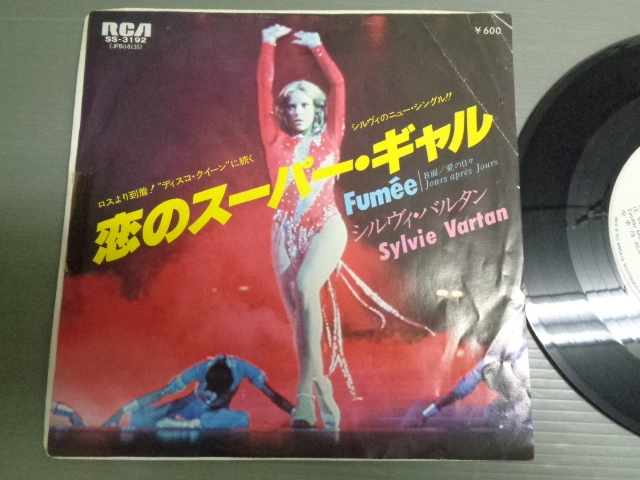 RCA
SS-3192
(JPBO-8135)
¥600
シルヴィのニュー・シングル!!
ロスより到着!“ディスコ・クイーン”に続く
恋のスーパー・ギャル
Fumée
B面/愛の日々
Jours après Jours
シルヴィ・バルタン
Sylvie Vartan